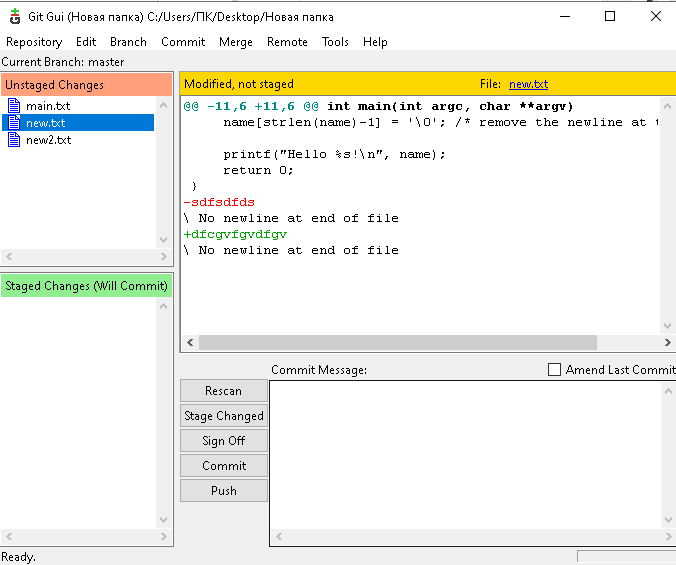 Git Gui (Новая папка) C:/Users/ПК/Desktop/Новая папка
Repository Edit Branch Commit Merge Remote Tools Help
Current Branch: master
Unstaged Changes
main.txt
new.txt
new2.txt
Staged Changes (Will Commit)
Modified, not staged File: new.txt
@@ -11,6 +11,6 @@ int main(int argc, char **argv)
name[strlen(name)-1] = '\0'; /* remove the newline at t
printf("Hello %s!\n", name);
return 0;
}
-sdfsdfds
\ No newline at end of file
+dfcgvfgvdfgv
\ No newline at end of file
Commit Message: Amend Last Commit
Rescan
Stage Changed
Sign Off
Commit
Push
Ready.